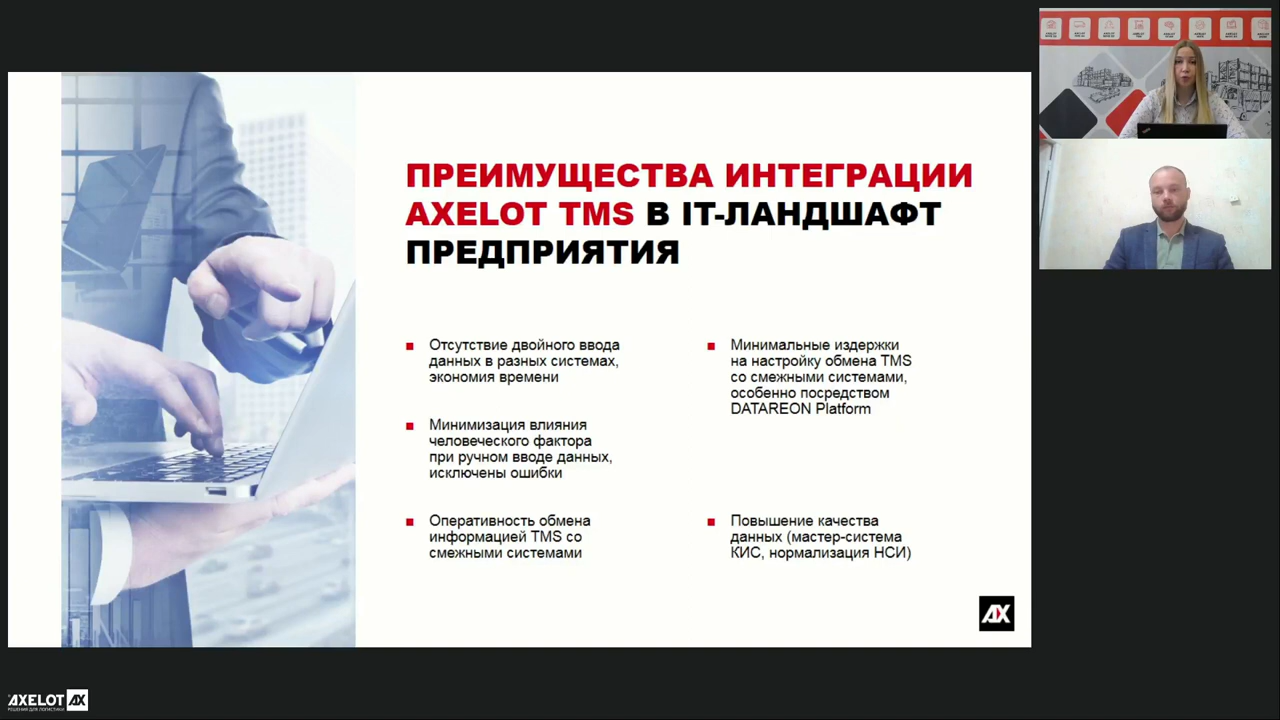 ПРЕИМУЩЕСТВА ИНТЕГРАЦИИ
AXELOT TMS В IT-ЛАНДШАФТ
ПРЕДПРИЯТИЯ
Отсутствие двойного ввода
данных в разных системах,
экономия времени
Минимизация влияния
человеческого фактора
при ручном вводе данных,
исключены ошибки
Оперативность обмена
информацией TMS со
смежными системами
Минимальные издержки
на настройку обмена TMS
со смежными системами,
особенно посредством
DATAREON Platform
Повышение качества
данных (мастер-система
КИС, нормализация НСИ)
AX
AXELOT AX
РЕШЕНИЯ ДЛЯ ЛОГИСТИКИ